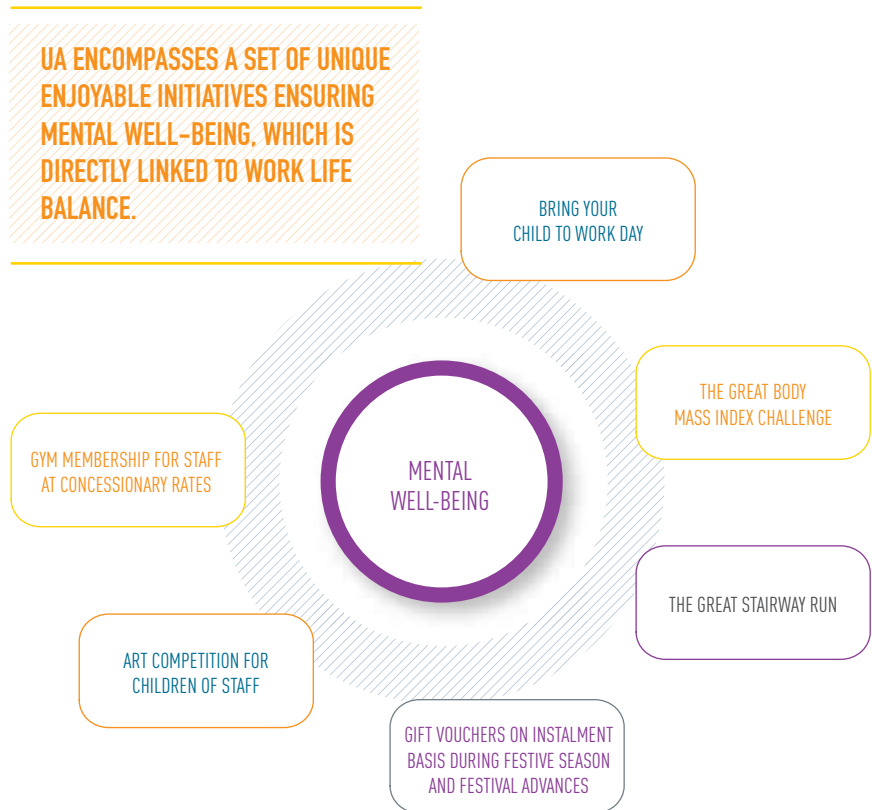 UA ENCOMPASSES A SET OF UNIQUE
ENJOYABLE INITIATIVES ENSURING
MENTAL WELL-BEING, WHICH IS
DIRECTLY LINKED TO WORK LIFE
BALANCE.
BRING YOUR
CHILD TO WORK DAY
THE GREAT BODY
MASS INDEX CHALLENGE
THE GREAT STAIRWAY RUN
GIFT VOUCHERS ON INSTALMENT
BASIS DURING FESTIVE SEASON
AND FESTIVAL ADVANCES
ART COMPETITION FOR
CHILDREN OF STAFF
GYM MEMBERSHIP FOR STAFF
AT CONCESSIONARY RATES
MENTAL
WELL-BEING